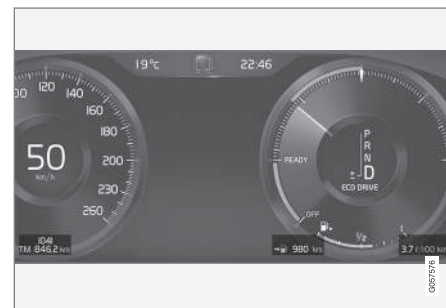 19°C 22:46
00 120 140 160 180 200 230 260
50
km/h
1041
TM 846.2 km
READY
OFF
P
R
N
D
±
ECO DRIVE
1/2
1
980 km
3.7 l/100 km
G057576